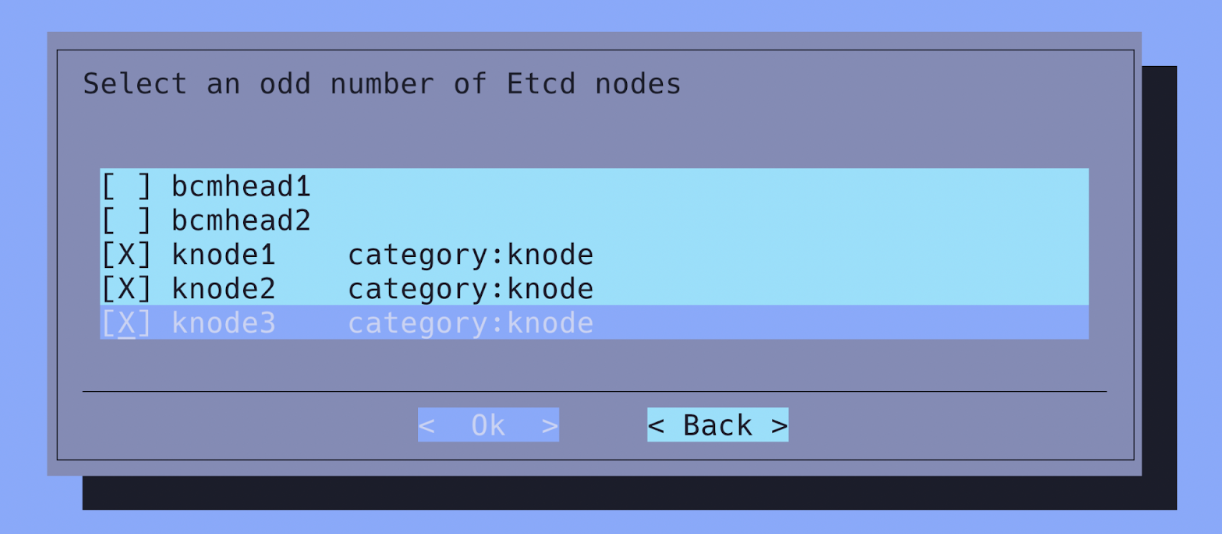 Select an odd number of Etcd nodes
[ ] bcmhead1
[ ] bcmhead2
[X] knode1    category:knode
[X] knode2    category:knode
[X] knode3    category:knode
<  Ok  >     < Back >